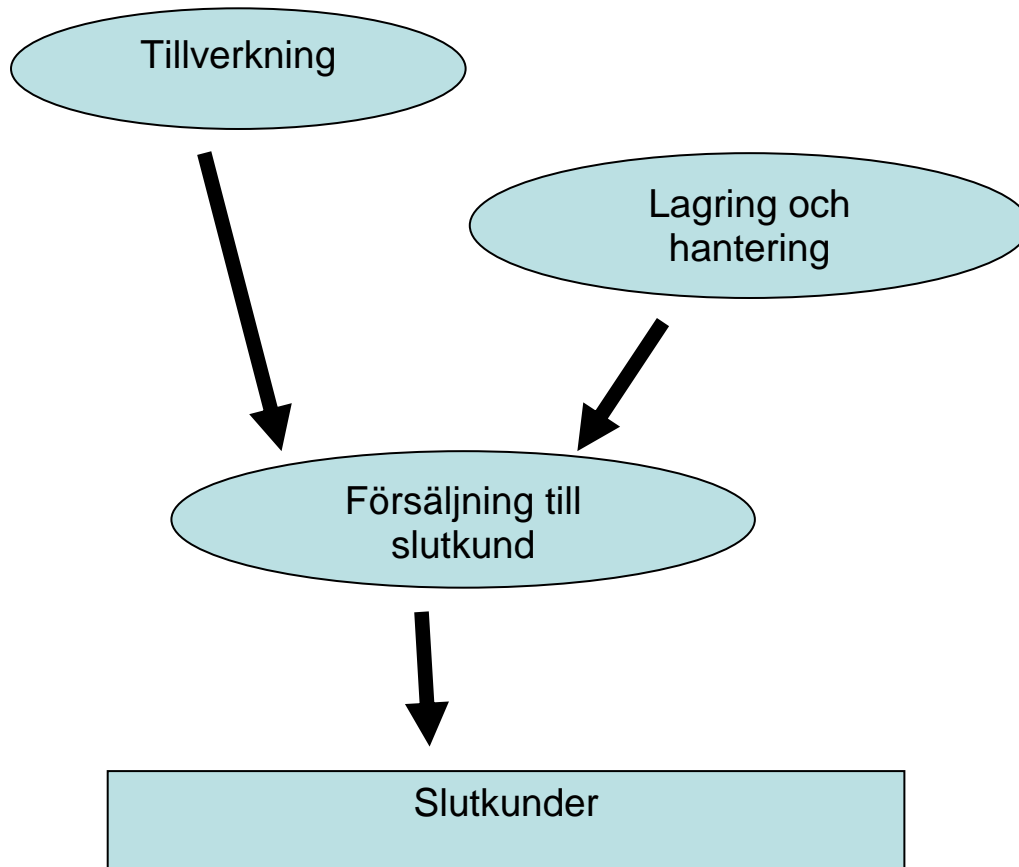 Tillverkning
Lagring och
hantering
Försäljning till
slutkund
Slutkunder